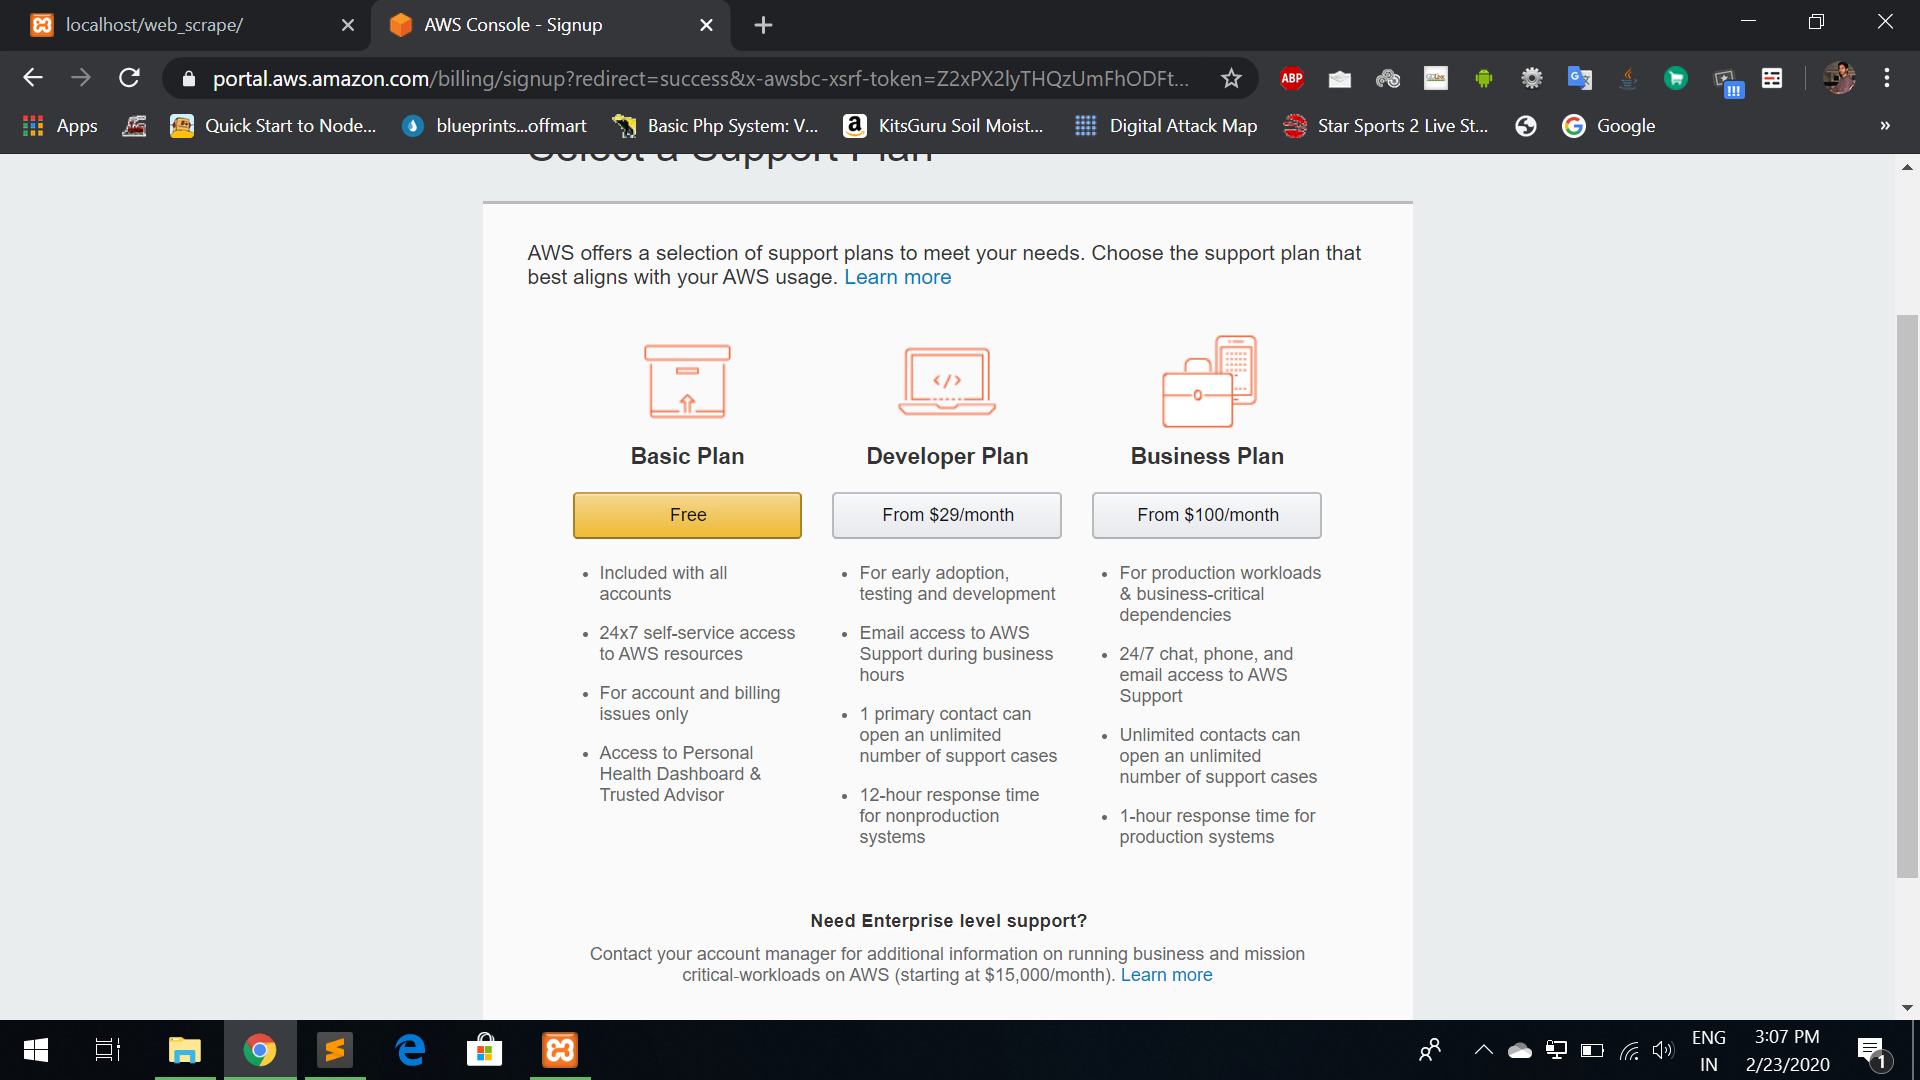 localhost/web_scrape/
AWS Console - Signup
portal.aws.amazon.com/billing/signup?redirect=success&x-awsbc-xsrf-token=Z2xPX2lyTHQzUmFhODFt...
ABP
!!!
Apps
Quick Start to Node...
blueprints...offmart
Basic Php System: V...
KitsGuru Soil Moist...
Digital Attack Map
Star Sports 2 Live St...
Google
»
Select a Support Plan
AWS offers a selection of support plans to meet your needs. Choose the support plan that
best aligns with your AWS usage. Learn more
</>
Basic Plan
Free
• Included with all
accounts
• 24x7 self-service access
to AWS resources
• For account and billing
issues only
• Access to Personal
Health Dashboard &
Trusted Advisor
Developer Plan
From $29/month
• For early adoption,
testing and development
• Email access to AWS
Support during business
hours
• 1 primary contact can
open an unlimited
number of support cases
• 12-hour response time
for nonproduction
systems
Business Plan
From $100/month
• For production workloads
& business-critical
dependencies
• 24/7 chat, phone, and
email access to AWS
Support
• Unlimited contacts can
open an unlimited
number of support cases
• 1-hour response time for
production systems
Need Enterprise level support?
Contact your account manager for additional information on running business and mission
critical-workloads on AWS (starting at $15,000/month). Learn more
ENG
IN
3:07 PM
2/23/2020
1